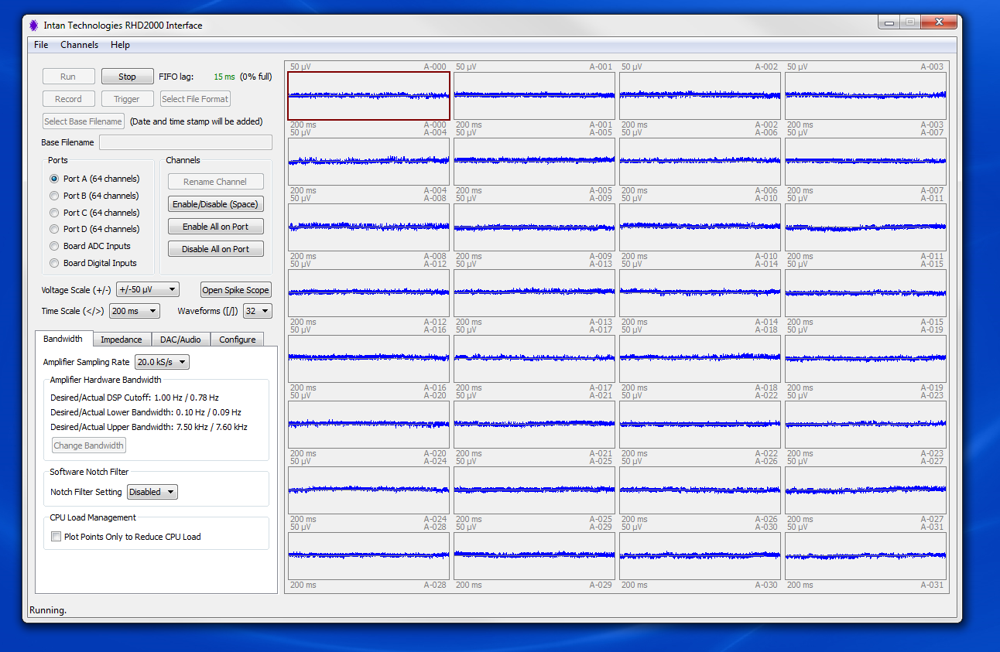 Intan Technologies RHD2000 Interface
File Channels Help
Run Stop FIFO lag: 15 ms (0% full)
Record Trigger Select File Format
Select Base Filename (Date and time stamp will be added)
Base Filename
Ports
Port A (64 channels)
Port B (64 channels)
Port C (64 channels)
Port D (64 channels)
Board ADC Inputs
Board Digital Inputs
Channels
Rename Channel
Enable/Disable (Space)
Enable All on Port
Disable All on Port
Voltage Scale (+/-) +/-50 µV Open Spike Scope
Time Scale (</>) 200 ms Waveforms ([/]) 32
Bandwidth Impedance DAC/Audio Configure
Amplifier Sampling Rate 20.0 kS/s
Amplifier Hardware Bandwidth
Desired/Actual DSP Cutoff: 1.00 Hz / 0.78 Hz
Desired/Actual Lower Bandwidth: 0.10 Hz / 0.09 Hz
Desired/Actual Upper Bandwidth: 7.50 kHz / 7.60 kHz
Change Bandwidth
Software Notch Filter
Notch Filter Setting Disabled
CPU Load Management
Plot Points Only to Reduce CPU Load
50 µV A-000 50 µV A-001 50 µV A-002 50 µV A-003
200 ms A-000 200 ms A-001 200 ms A-002 200 ms A-003
50 µV A-004 50 µV A-005 50 µV A-006 50 µV A-007
200 ms A-004 200 ms A-005 200 ms A-006 200 ms A-007
50 µV A-008 50 µV A-009 50 µV A-010 50 µV A-011
200 ms A-008 200 ms A-009 200 ms A-010 200 ms A-011
50 µV A-012 50 µV A-013 50 µV A-014 50 µV A-015
200 ms A-012 200 ms A-013 200 ms A-014 200 ms A-015
50 µV A-016 50 µV A-017 50 µV A-018 50 µV A-019
200 ms A-016 200 ms A-017 200 ms A-018 200 ms A-019
50 µV A-020 50 µV A-021 50 µV A-022 50 µV A-023
200 ms A-020 200 ms A-021 200 ms A-022 200 ms A-023
50 µV A-024 50 µV A-025 50 µV A-026 50 µV A-027
200 ms A-024 200 ms A-025 200 ms A-026 200 ms A-027
50 µV A-028 50 µV A-029 50 µV A-030 50 µV A-031
200 ms A-028 200 ms A-029 200 ms A-030 200 ms A-031
Running.